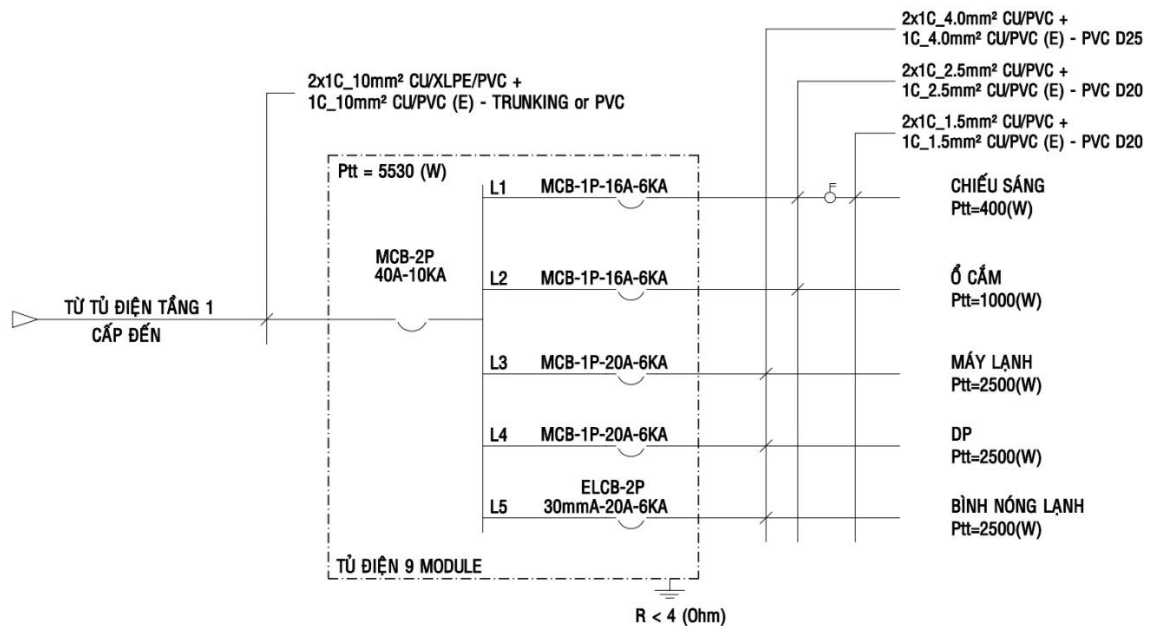 2x1C_4.0mm² CU/PVC +
1C_4.0mm² CU/PVC (E) - PVC D25
2x1C_2.5mm² CU/PVC +
1C_2.5mm² CU/PVC (E) - PVC D20
2x1C_1.5mm² CU/PVC +
1C_1.5mm² CU/PVC (E) - PVC D20
2x1C_10mm² CU/XLPE/PVC +
1C_10mm² CU/PVC (E) - TRUNKING or PVC
Ptt = 5530 (W)
MCB-2P
40A-10KA
TỪ TỦ ĐIỆN TẦNG 1
CẤP ĐẾN
L1 MCB-1P-16A-6KA
F
CHIẾU SÁNG
Ptt=400(W)
L2 MCB-1P-16A-6KA
Ổ CẮM
Ptt=1000(W)
L3 MCB-1P-20A-6KA
MÁY LẠNH
Ptt=2500(W)
L4 MCB-1P-20A-6KA
DP
Ptt=2500(W)
ELCB-2P
L5 30mmA-20A-6KA
BÌNH NÓNG LẠNH
Ptt=2500(W)
TỦ ĐIỆN 9 MODULE
R < 4 (Ohm)